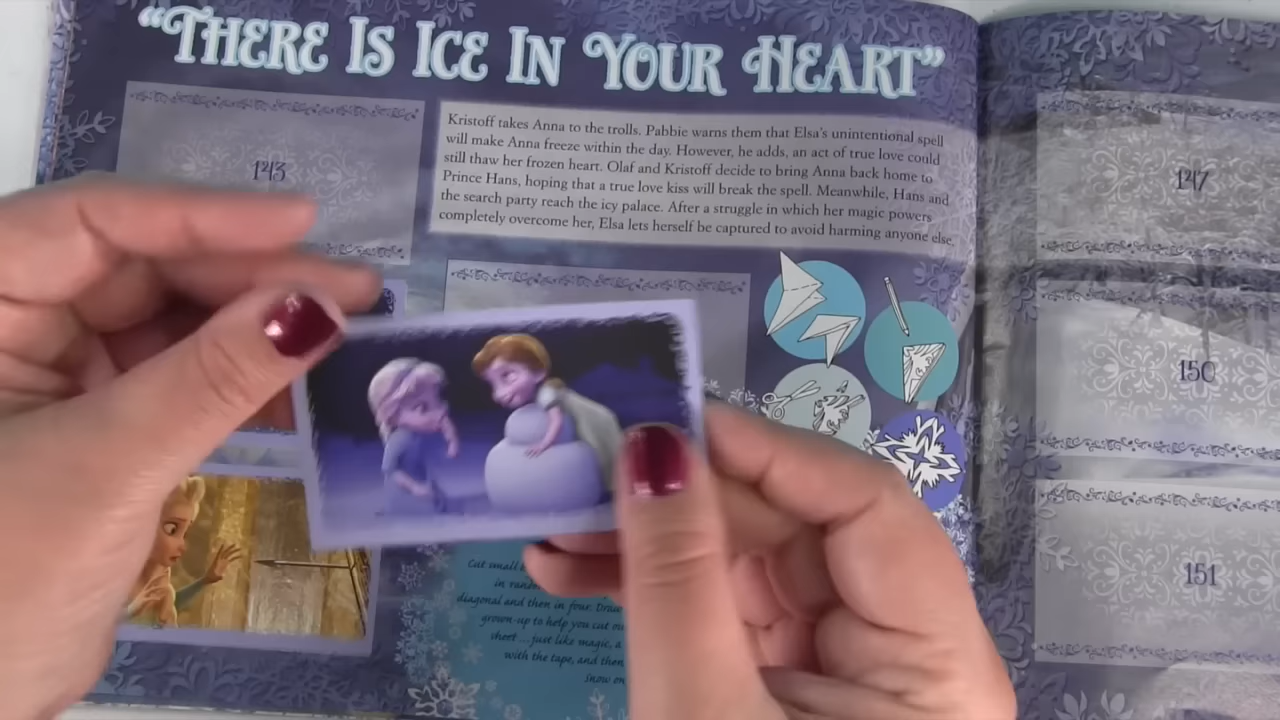 “THERE IS ICE IN YOUR HEART”
143
Kristoff takes Anna to the trolls. Pabbie warns them that Elsa's unintentional spell
will make Anna freeze within the day. However, he adds, an act of true love could
still thaw her frozen heart. Olaf and Kristoff decide to bring Anna back home to
Prince Hans, hoping that a true love kiss will break the spell. Meanwhile, Hans and
the search party reach the icy palace. After a struggle in which her magic powers
completely overcome her, Elsa lets herself be captured to avoid harming anyone else.
147
150
151
Cut small
in
diagonal and then in four. Draw
grown-up to help you cut
sheet ... just like magic, a
with the tape, and then
snow on